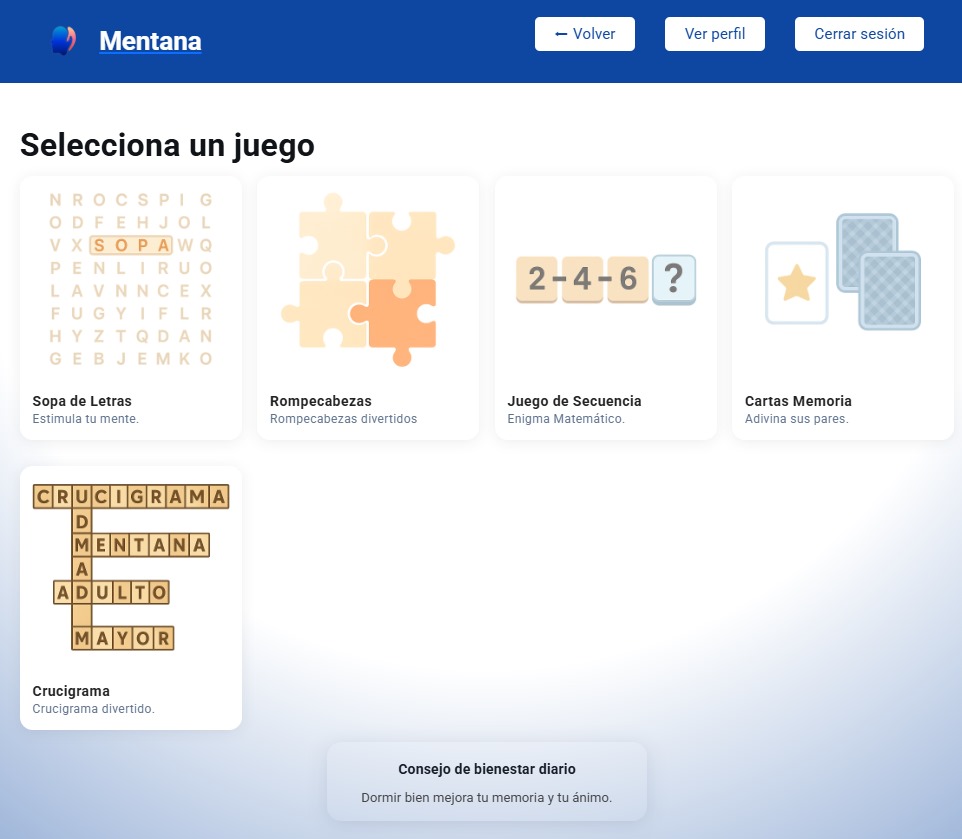 Mentana
← Volver
Ver perfil
Cerrar sesión
Selecciona un juego
N R O C S P I G
O D F E H J O L
V X S O P A W Q
P E N L I R U O
L A V N N C E X
F U G Y I F L R
H Y Z T Q D A N
G E B J E M K O
Sopa de Letras
Estimula tu mente.
Rompecabezas
Rompecabezas divertidos
2-4-6 ?
Juego de Secuencia
Enigma Matemático.
Cartas Memoria
Adivina sus pares.
CRUCIGRAMA
D
MENTANA
A
ADULTO
MAYOR
Crucigrama
Crucigrama divertido.
Consejo de bienestar diario
Dormir bien mejora tu memoria y tu ánimo.